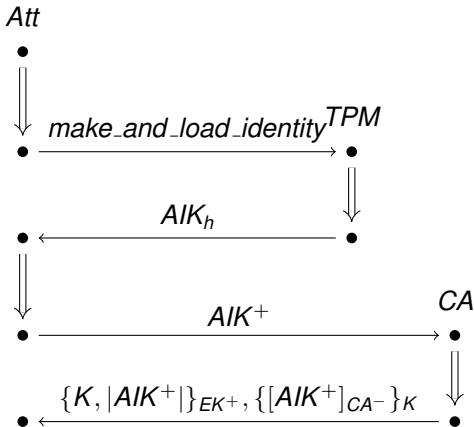 Att
make_and_load_identity TPM
AIK_h
AIK^+ CA
{K, |AIK^+|}_{EK^+}, {[AIK^+]_{CA^-}}_K